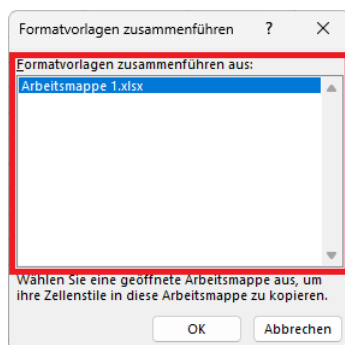 Formatvorlagen zusammenführen ? ×
Formatvorlagen zusammenführen aus:
Arbeitsmappe 1.xlsx
Wählen Sie eine geöffnete Arbeitsmappe aus, um
ihre Zellenstile in diese Arbeitsmappe zu kopieren.
OK Abbrechen